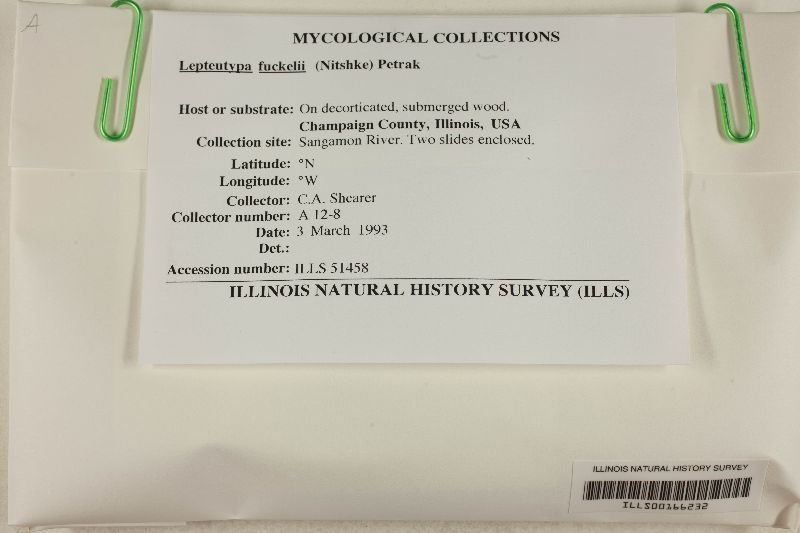 A
MYCOLOGICAL COLLECTIONS
Lepteutypa fuckelii (Nitshke) Petrak
Host or substrate: On decorticated, submerged wood.
Champaign County, Illinois, USA
Collection site: Sangamon River. Two slides enclosed.
Latitude: °N
Longitude: °W
Collector: C.A. Shearer
Collector number: A 12-8
Date: 3 March 1993
Det.:
Accession number: ILLS 51458
ILLINOIS NATURAL HISTORY SURVEY (ILLS)
ILLINOIS NATURAL HISTORY SURVEY
ILLS00166232